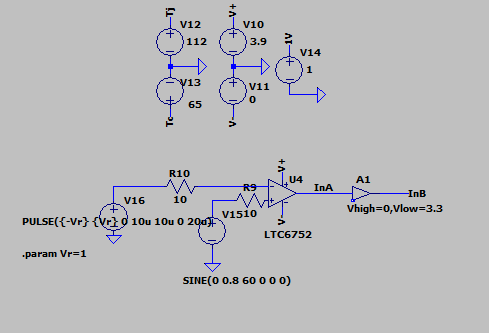 Tj
V+
V12
V10
112
3.9
1V
V14
1
V13
V11
65
0
Tc
V-
R10
10
R9
10
V+
U4
InA
A1
InB
V16
V15
V-
Vhigh=0,Vlow=3.3
PULSE({-Vr} {Vr} 0 10u 10u 0 20u)
LTC6752
.param Vr=1
SINE(0 0.8 60 0 0 0)